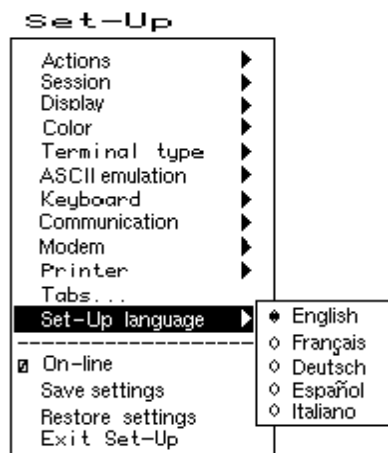 Set-Up
Actions
Session
Display
Color
Terminal type
ASCII emulation
Keyboard
Communication
Modem
Printer
Tabs...
Set-Up language
English
Français
Deutsch
Español
Italiano
On-line
Save settings
Restore settings
Exit Set-Up